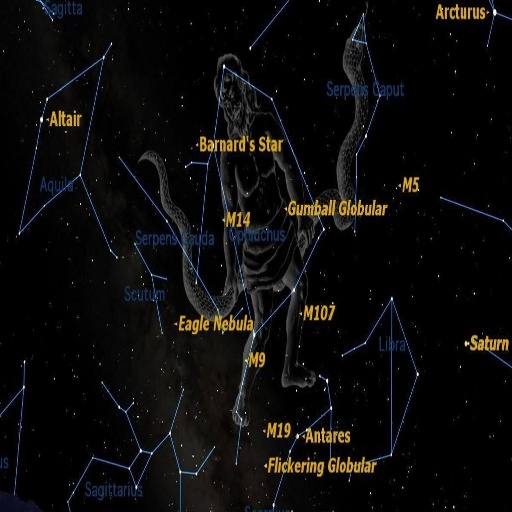 Sagitta
Arcturus
Serpens Caput
Altair
Barnard's Star
Aquila
M5
Gumball Globular
M14
Serpens Cauda
Ophiuchus
Scutum
M107
Eagle Nebula
Libra
Saturn
M9
M19
Antares
Flickering Globular
Sagittarius